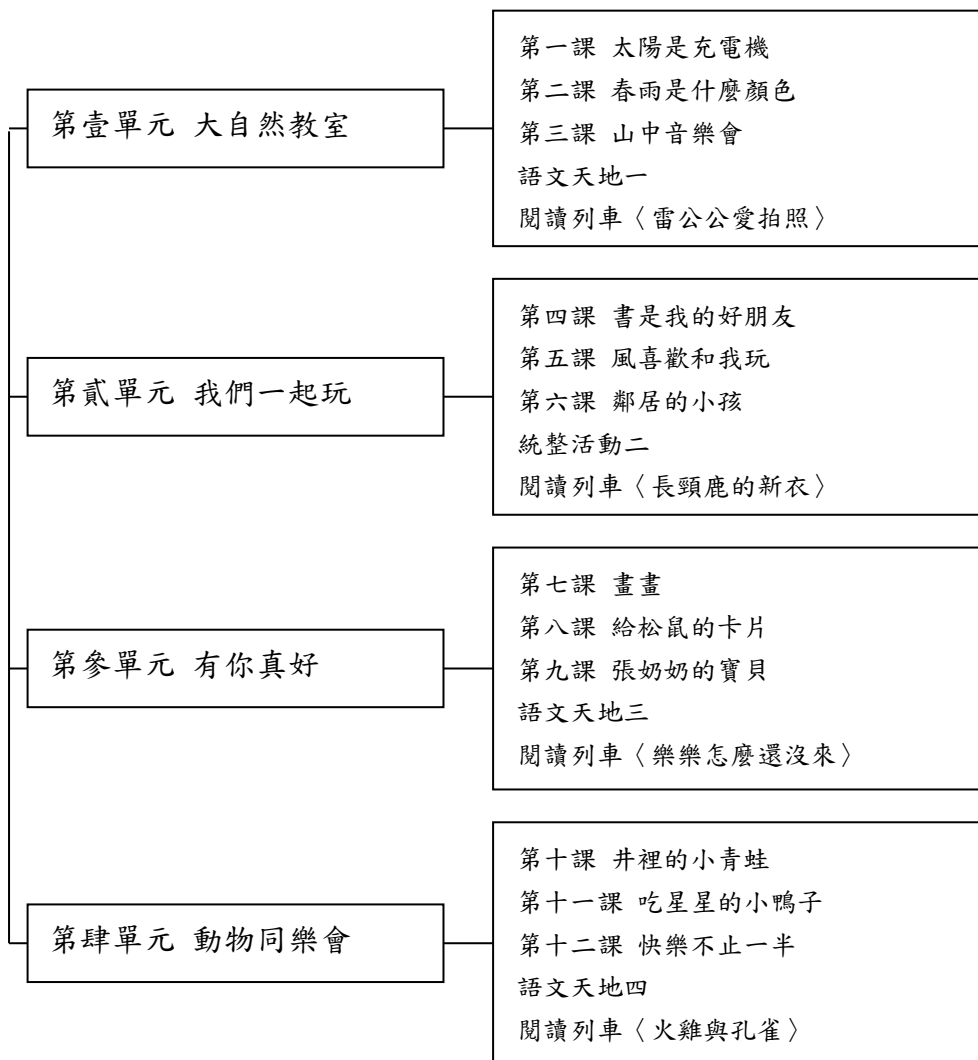 第壹單元 大自然教室
第一課 太陽是充電機
第二課 春雨是什麼顏色
第三課 山中音樂會
語文天地一
閱讀列車〈雷公公愛拍照〉
第貳單元 我們一起玩
第四課 書是我的好朋友
第五課 風喜歡和我玩
第六課 鄰居的小孩
統整活動二
閱讀列車〈長頸鹿的新衣〉
第參單元 有你真好
第七課 畫畫
第八課 給松鼠的卡片
第九課 張奶奶的寶貝
語文天地三
閱讀列車〈樂樂怎麼還沒來〉
第肆單元 動物同樂會
第十課 井裡的小青蛙
第十一課 吃星星的小鴨子
第十二課 快樂不止一半
語文天地四
閱讀列車〈火雞與孔雀〉